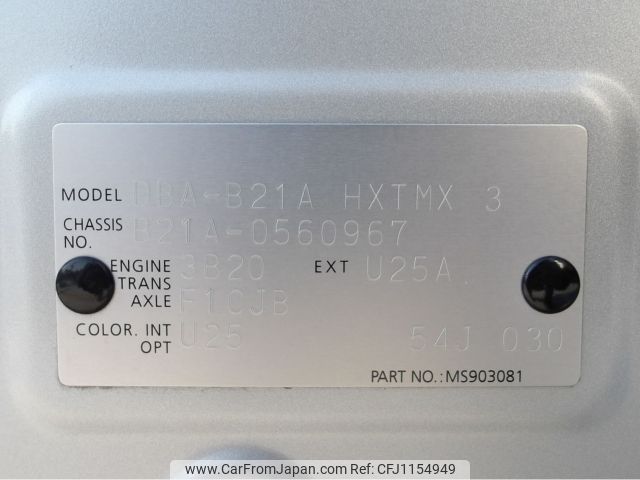 MODEL DBA-B21A HXTMX 3
CHASSIS NO. B21A-0560967
ENGINE 3B20 EXT U25A
TRANS AXLE F1CJB
COLOR. INT U25 54J 030
OPT
PART NO.:MS903081
www.CarFromJapan.com | CFJ1154949